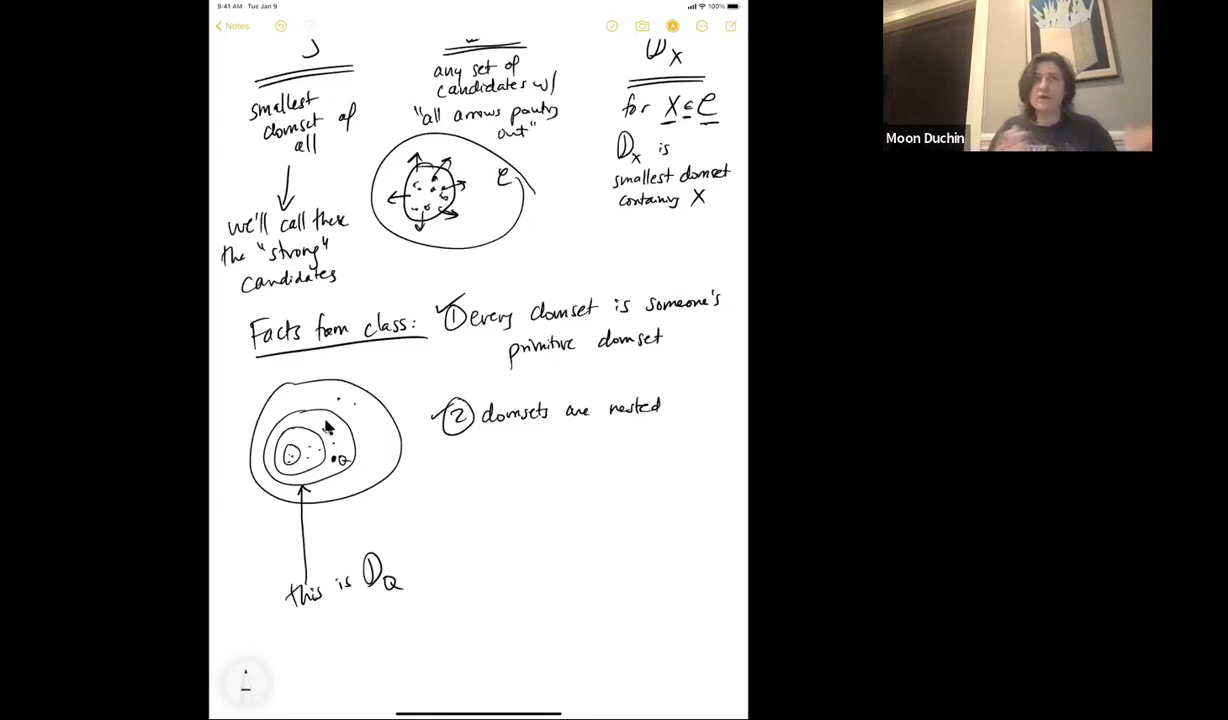 9:41 AM Tue Jan 9
100%
Notes
S
smallest
domset of
all
we'll call these
the "strong"
candidates
any set of
candidates w/
"all arrows pointing
out"
C
D_X
for X ⊆ C
D_X is
smallest domset
containing X
Moon Duchin
Facts from class:
① every domset is someone's
primitive domset
② domsets are nested
Q
this is D_Q